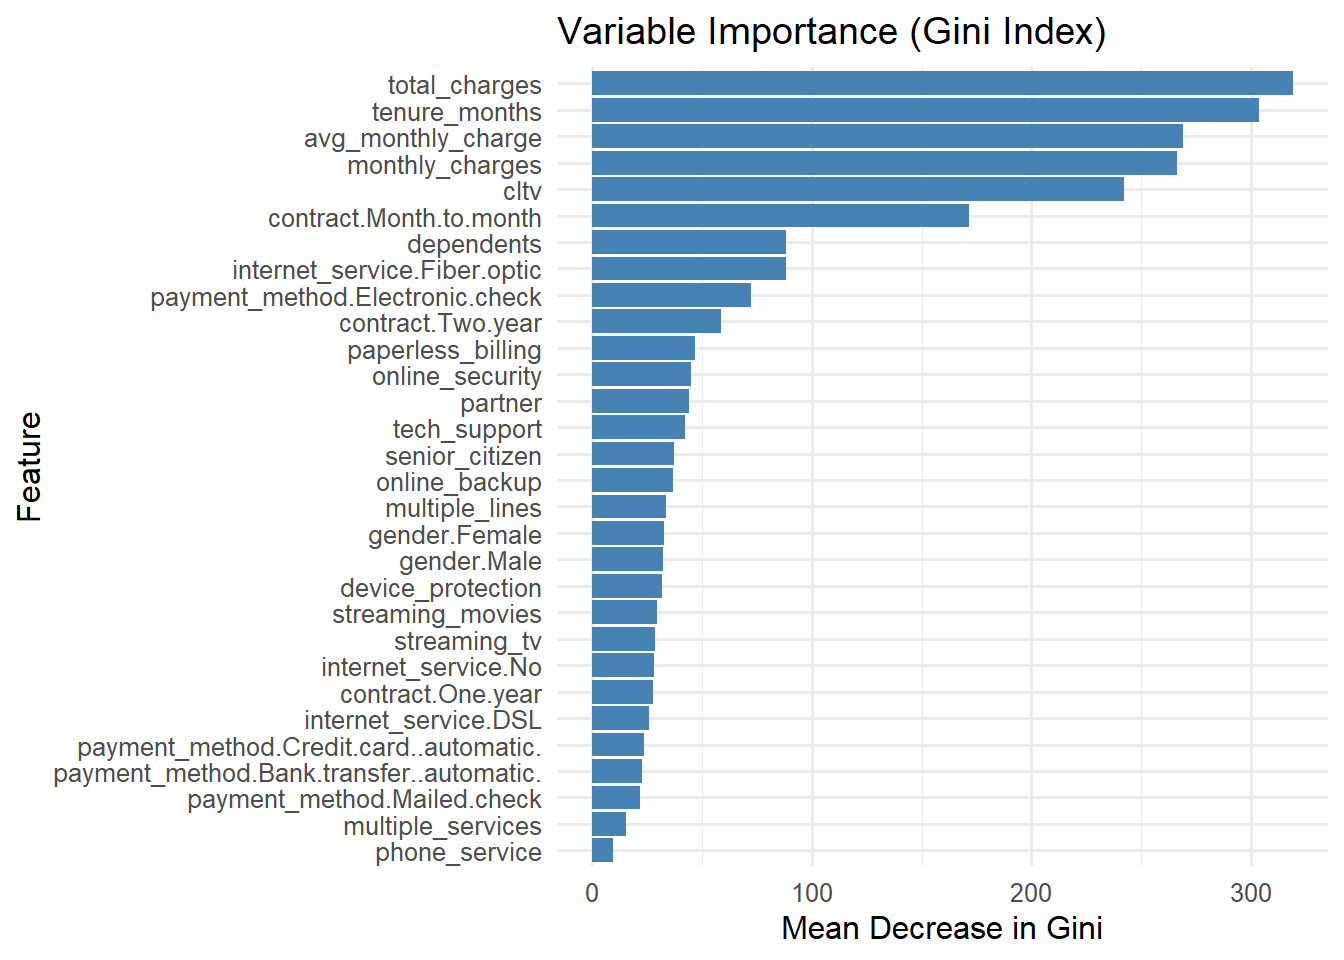 Variable Importance (Gini Index)
total_charges
tenure_months
avg_monthly_charge
monthly_charges
cltv
contract.Month.to.month
dependents
internet_service.Fiber.optic
payment_method.Electronic.check
contract.Two.year
paperless_billing
online_security
partner
tech_support
senior_citizen
online_backup
multiple_lines
gender.Female
gender.Male
device_protection
streaming_movies
streaming_tv
internet_service.No
contract.One.year
internet_service.DSL
payment_method.Credit.card..automatic.
payment_method.Bank.transfer..automatic.
payment_method.Mailed.check
multiple_services
phone_service
Feature
0 100 200 300
Mean Decrease in Gini